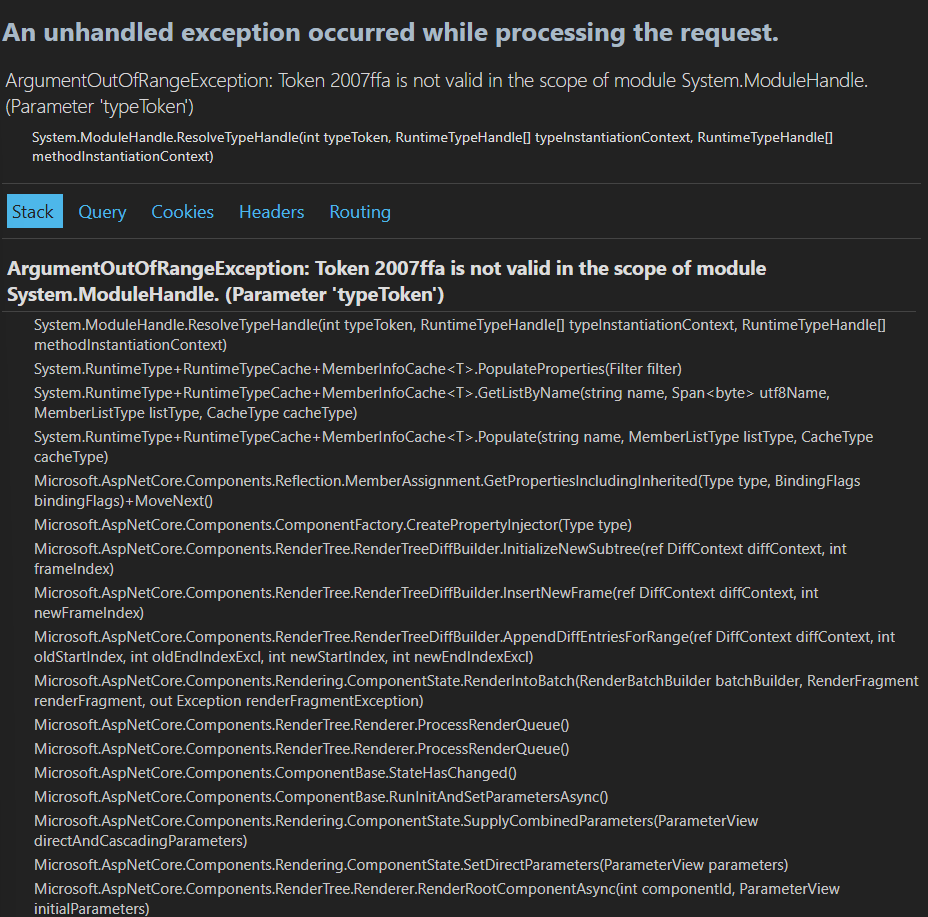 An unhandled exception occurred while processing the request.
ArgumentOutOfRangeException: Token 2007ffa is not valid in the scope of module System.ModuleHandle.
(Parameter 'typeToken')
System.ModuleHandle.ResolveTypeHandle(int typeToken, RuntimeTypeHandle[] typeInstantiationContext, RuntimeTypeHandle[]
methodInstantiationContext)
Stack Query Cookies Headers Routing
ArgumentOutOfRangeException: Token 2007ffa is not valid in the scope of module
System.ModuleHandle. (Parameter 'typeToken')
System.ModuleHandle.ResolveTypeHandle(int typeToken, RuntimeTypeHandle[] typeInstantiationContext, RuntimeTypeHandle[]
methodInstantiationContext)
System.RuntimeType+RuntimeTypeCache+MemberInfoCache<T>.PopulateProperties(Filter filter)
System.RuntimeType+RuntimeTypeCache+MemberInfoCache<T>.GetListByName(string name, Span<byte> utf8Name,
MemberListType listType, CacheType cacheType)
System.RuntimeType+RuntimeTypeCache+MemberInfoCache<T>.Populate(string name, MemberListType listType, CacheType
cacheType)
Microsoft.AspNetCore.Components.Reflection.MemberAssignment.GetPropertiesIncludingInherited(Type type, BindingFlags
bindingFlags)+MoveNext()
Microsoft.AspNetCore.Components.ComponentFactory.CreatePropertyInjector(Type type)
Microsoft.AspNetCore.Components.RenderTree.RenderTreeDiffBuilder.InitializeNewSubtree(ref DiffContext diffContext, int
frameIndex)
Microsoft.AspNetCore.Components.RenderTree.RenderTreeDiffBuilder.InsertNewFrame(ref DiffContext diffContext, int
newFrameIndex)
Microsoft.AspNetCore.Components.RenderTree.RenderTreeDiffBuilder.AppendDiffEntriesForRange(ref DiffContext diffContext, int
oldStartIndex, int oldEndIndexExcl, int newStartIndex, int newEndIndexExcl)
Microsoft.AspNetCore.Components.Rendering.ComponentState.RenderIntoBatch(RenderBatchBuilder batchBuilder, RenderFragment
renderFragment, out Exception renderFragmentException)
Microsoft.AspNetCore.Components.RenderTree.Renderer.ProcessRenderQueue()
Microsoft.AspNetCore.Components.RenderTree.Renderer.ProcessRenderQueue()
Microsoft.AspNetCore.Components.ComponentBase.StateHasChanged()
Microsoft.AspNetCore.Components.ComponentBase.RunInitAndSetParametersAsync()
Microsoft.AspNetCore.Components.Rendering.ComponentState.SupplyCombinedParameters(ParameterView
directAndCascadingParameters)
Microsoft.AspNetCore.Components.Rendering.ComponentState.SetDirectParameters(ParameterView parameters)
Microsoft.AspNetCore.Components.RenderTree.Renderer.RenderRootComponentAsync(int componentId, ParameterView
initialParameters)